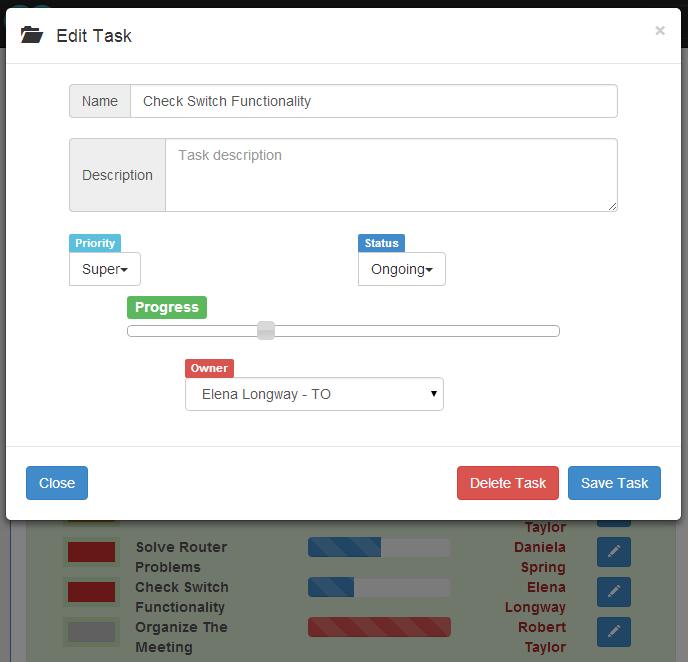 Edit Task
×
Name Check Switch Functionality
Description Task description
Priority Status
Super Ongoing
Progress
Owner
Elena Longway - TO
Close Delete Task Save Task
Taylor
Solve Router Daniela
Problems Spring
Check Switch Elena
Functionality Longway
Organize The Robert
Meeting Taylor